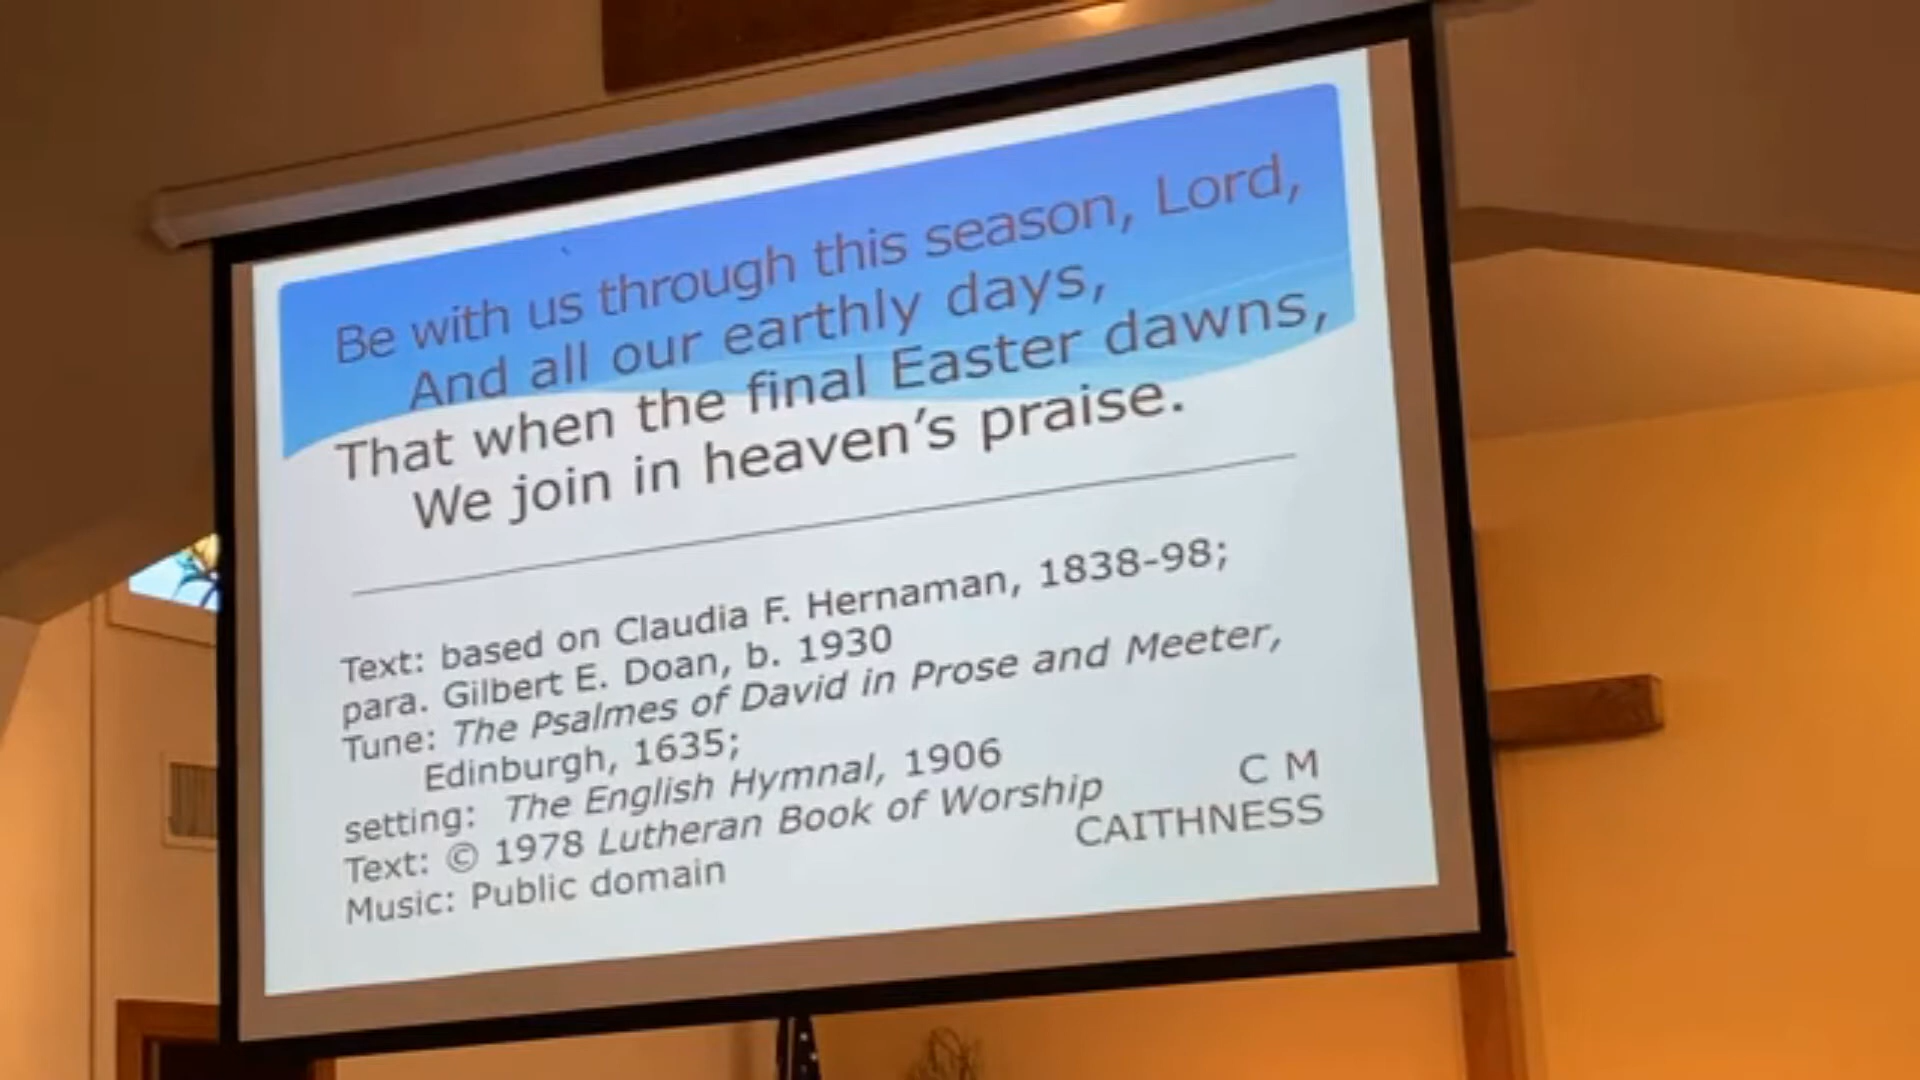 Be with us through this season, Lord,
And all our earthly days,
That when the final Easter dawns,
We join in heaven's praise.
Text: based on Claudia F. Hernaman, 1838-98;
para. Gilbert E. Doan, b. 1930
Tune: The Psalmes of David in Prose and Meeter,
Edinburgh, 1635;
setting: The English Hymnal, 1906
Text: © 1978 Lutheran Book of Worship
Music: Public domain
C M
CAITHNESS